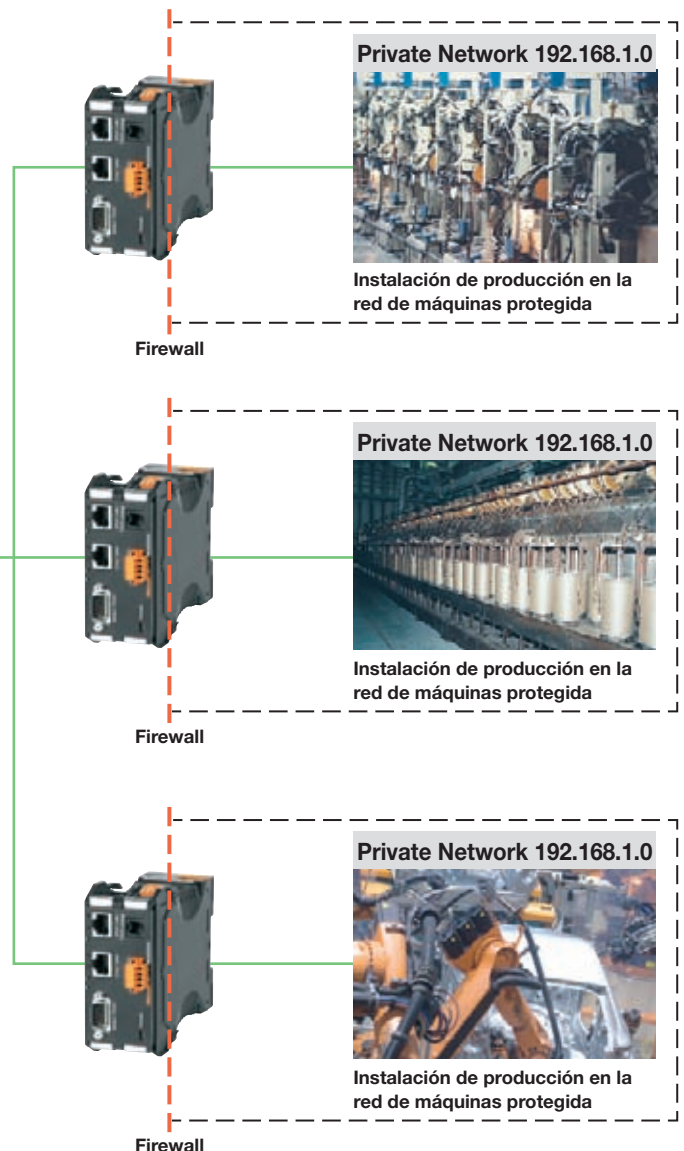 Private Network 192.168.1.0
Instalación de producción en la
red de máquinas protegida
Firewall
Private Network 192.168.1.0
Instalación de producción en la
red de máquinas protegida
Firewall
Private Network 192.168.1.0
Instalación de producción en la
red de máquinas protegida
Firewall